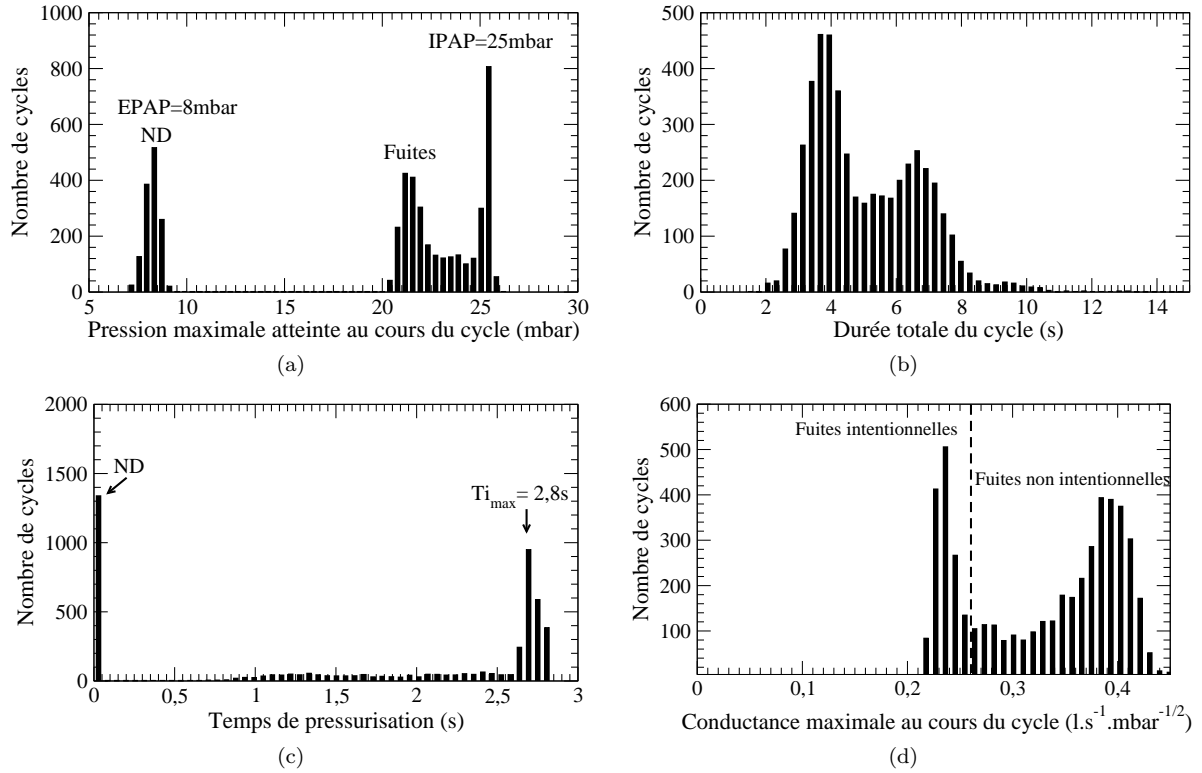 1000
800
600
400
200
0
Nombre de cycles
EPAP=8mbar
ND
Fuites
IPAP=25mbar
5 10 15 20 25 30
Pression maximale atteinte au cours du cycle (mbar)
(a)
500
400
300
200
100
0
Nombre de cycles
0 2 4 6 8 10 12 14
Durée totale du cycle (s)
(b)
2000
1500
1000
500
0
Nombre de cycles
ND
Ti_max= 2,8s
0 0,5 1 1,5 2 2,5 3
Temps de pressurisation (s)
(c)
600
500
400
300
200
100
Nombre de cycles
Fuites intentionnelles
Fuites non intentionnelles
0 0,1 0,2 0,3 0,4
Conductance maximale au cours du cycle (l.s^-1.mbar^-1/2)
(d)